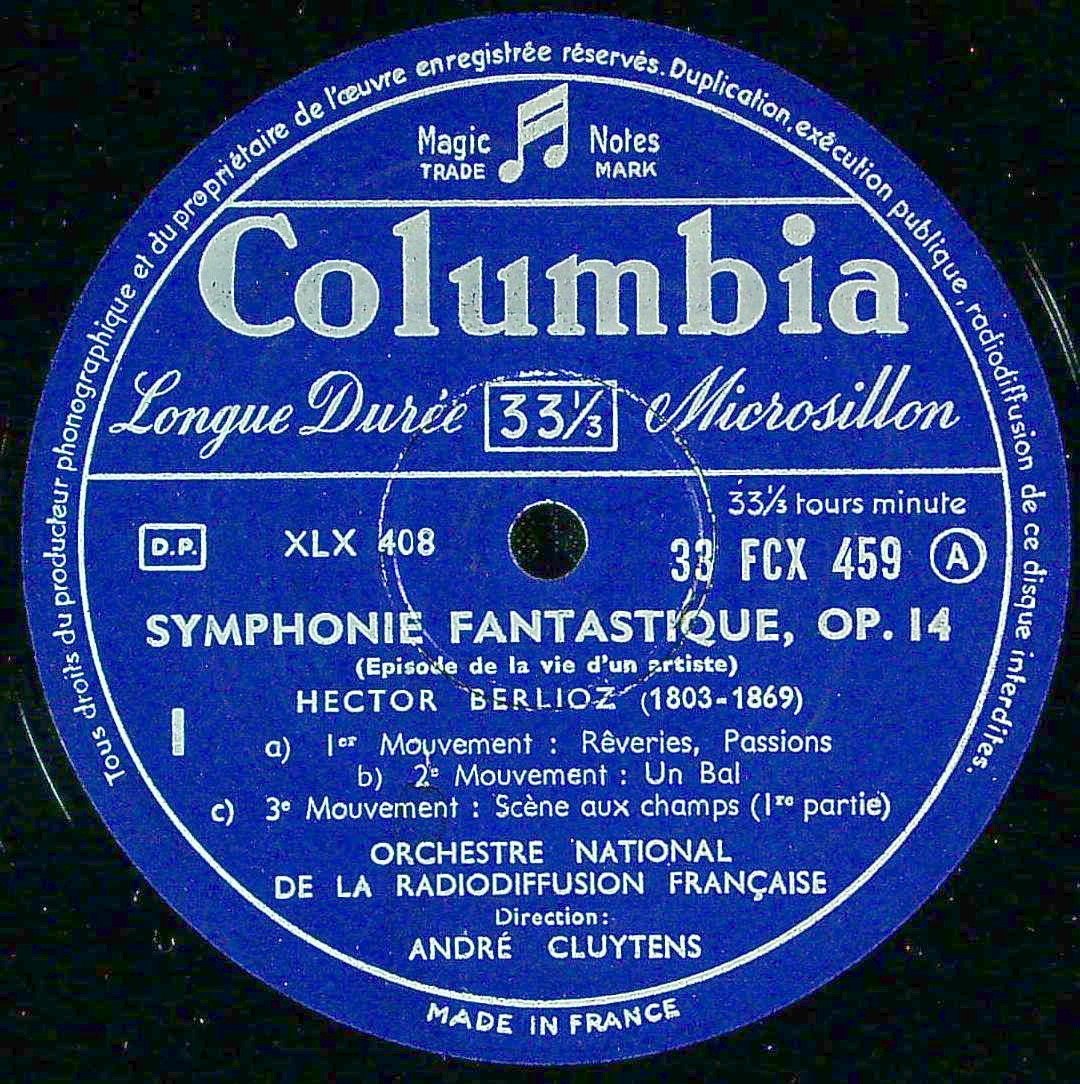 Tous droits du producteur phonographique et du propriétaire de l'œuvre enregistrée réservés. Duplication, exécution publique, radiodiffusion de ce disque interdites.
Magic Notes
TRADE MARK
Columbia
Longue Durée 33⅓ Microsillon
33⅓ tours minute
D.P. XLX 408 33 FCX 459 A
SYMPHONIE FANTASTIQUE, OP. 14
(Episode de la vie d'un artiste)
HECTOR BERLIOZ (1803-1869)
I a) 1er Mouvement : Rêveries, Passions
b) 2e Mouvement : Un Bal
c) 3e Mouvement : Scène aux champs (1re partie)
ORCHESTRE NATIONAL
DE LA RADIODIFFUSION FRANÇAISE
Direction :
ANDRÉ CLUYTENS
MADE IN FRANCE